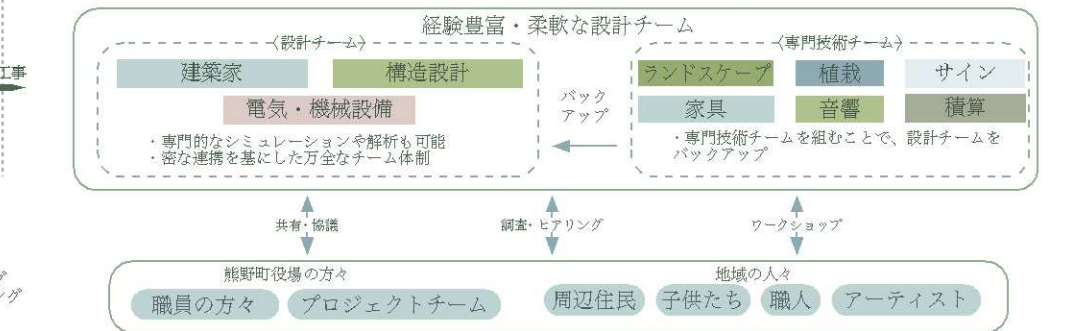 経験豊富・柔軟な設計チーム
〈設計チーム〉
〈専門技術チーム〉
工事
建築家
構造設計
電気・機械設備
・専門的なシミュレーションや解析も可能
・密な連携を基にした万全なチーム体制
バック
アップ
ランドスケープ
植栽
サイン
家具
音響
積算
・専門技術チームを組むことで、設計チームを
バックアップ
共有・協議
調査・ヒアリング
ワークショップ
熊野町役場の方々
職員の方々
プロジェクトチーム
地域の人々
周辺住民
子供たち
職人
アーティスト